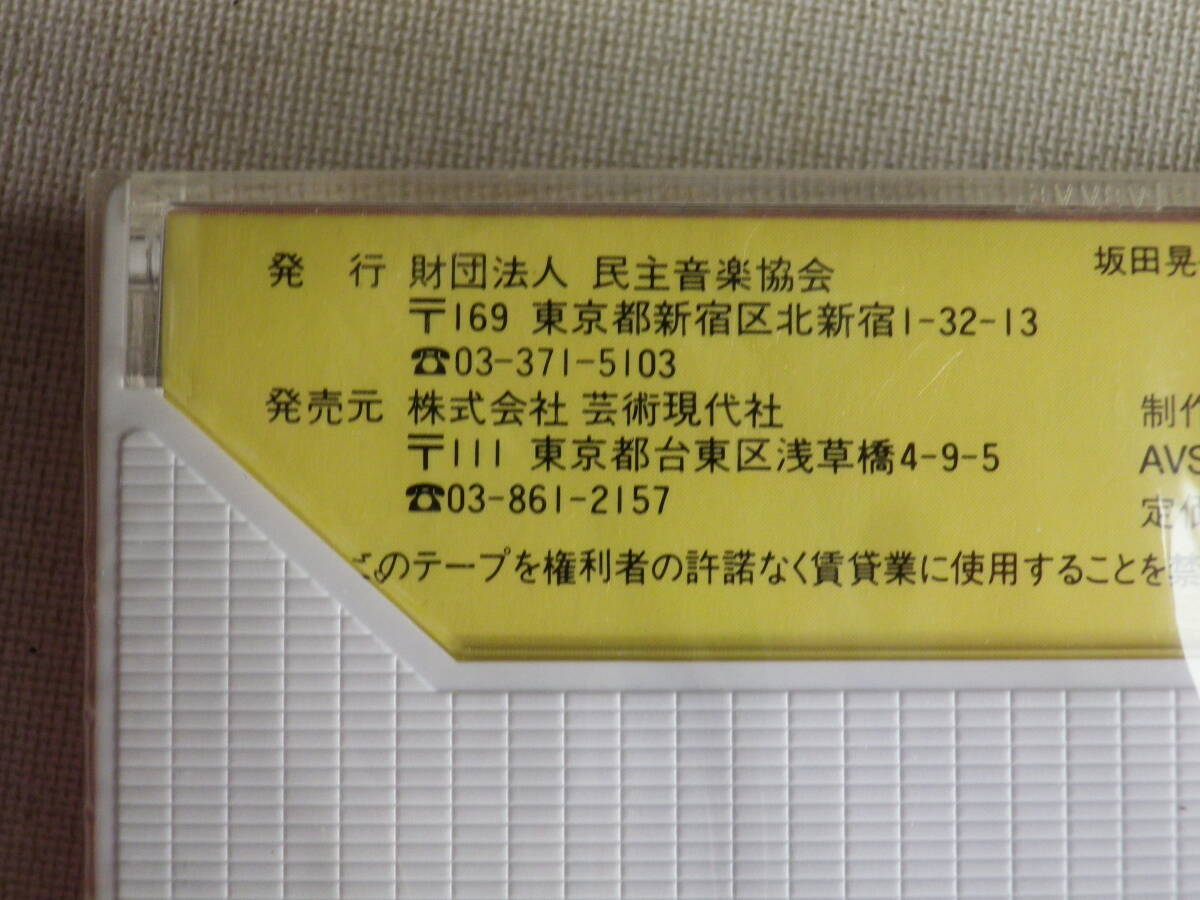 発 行 財団法人 民主音楽協会
〒169 東京都新宿区北新宿1-32-13
☎03-371-5103
発売元 株式会社 芸術現代社
〒111 東京都台東区浅草橋4-9-5
☎03-861-2157
坂田晃
制作
AVS
定価
このテープを権利者の許諾なく賃貸業に使用することを禁